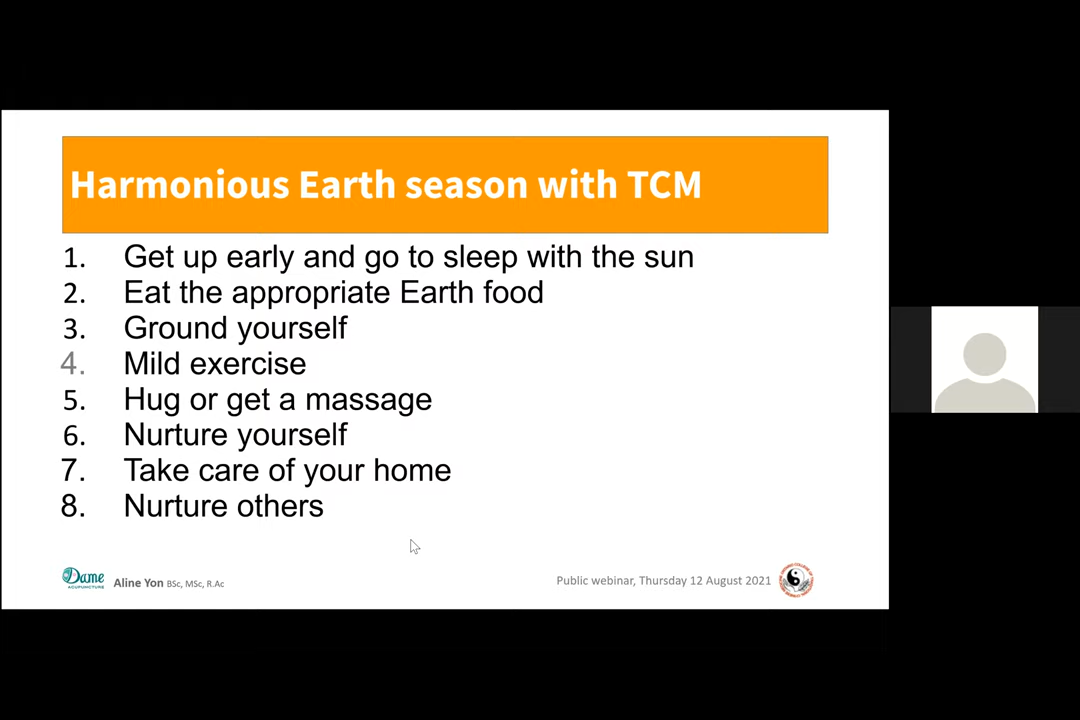 Harmonious Earth season with TCM
1. Get up early and go to sleep with the sun
2. Eat the appropriate Earth food
3. Ground yourself
4. Mild exercise
5. Hug or get a massage
6. Nurture yourself
7. Take care of your home
8. Nurture others
Dame
ACUPUNCTURE
Aline Yon BSc, MSc, R.Ac
Public webinar, Thursday 12 August 2021